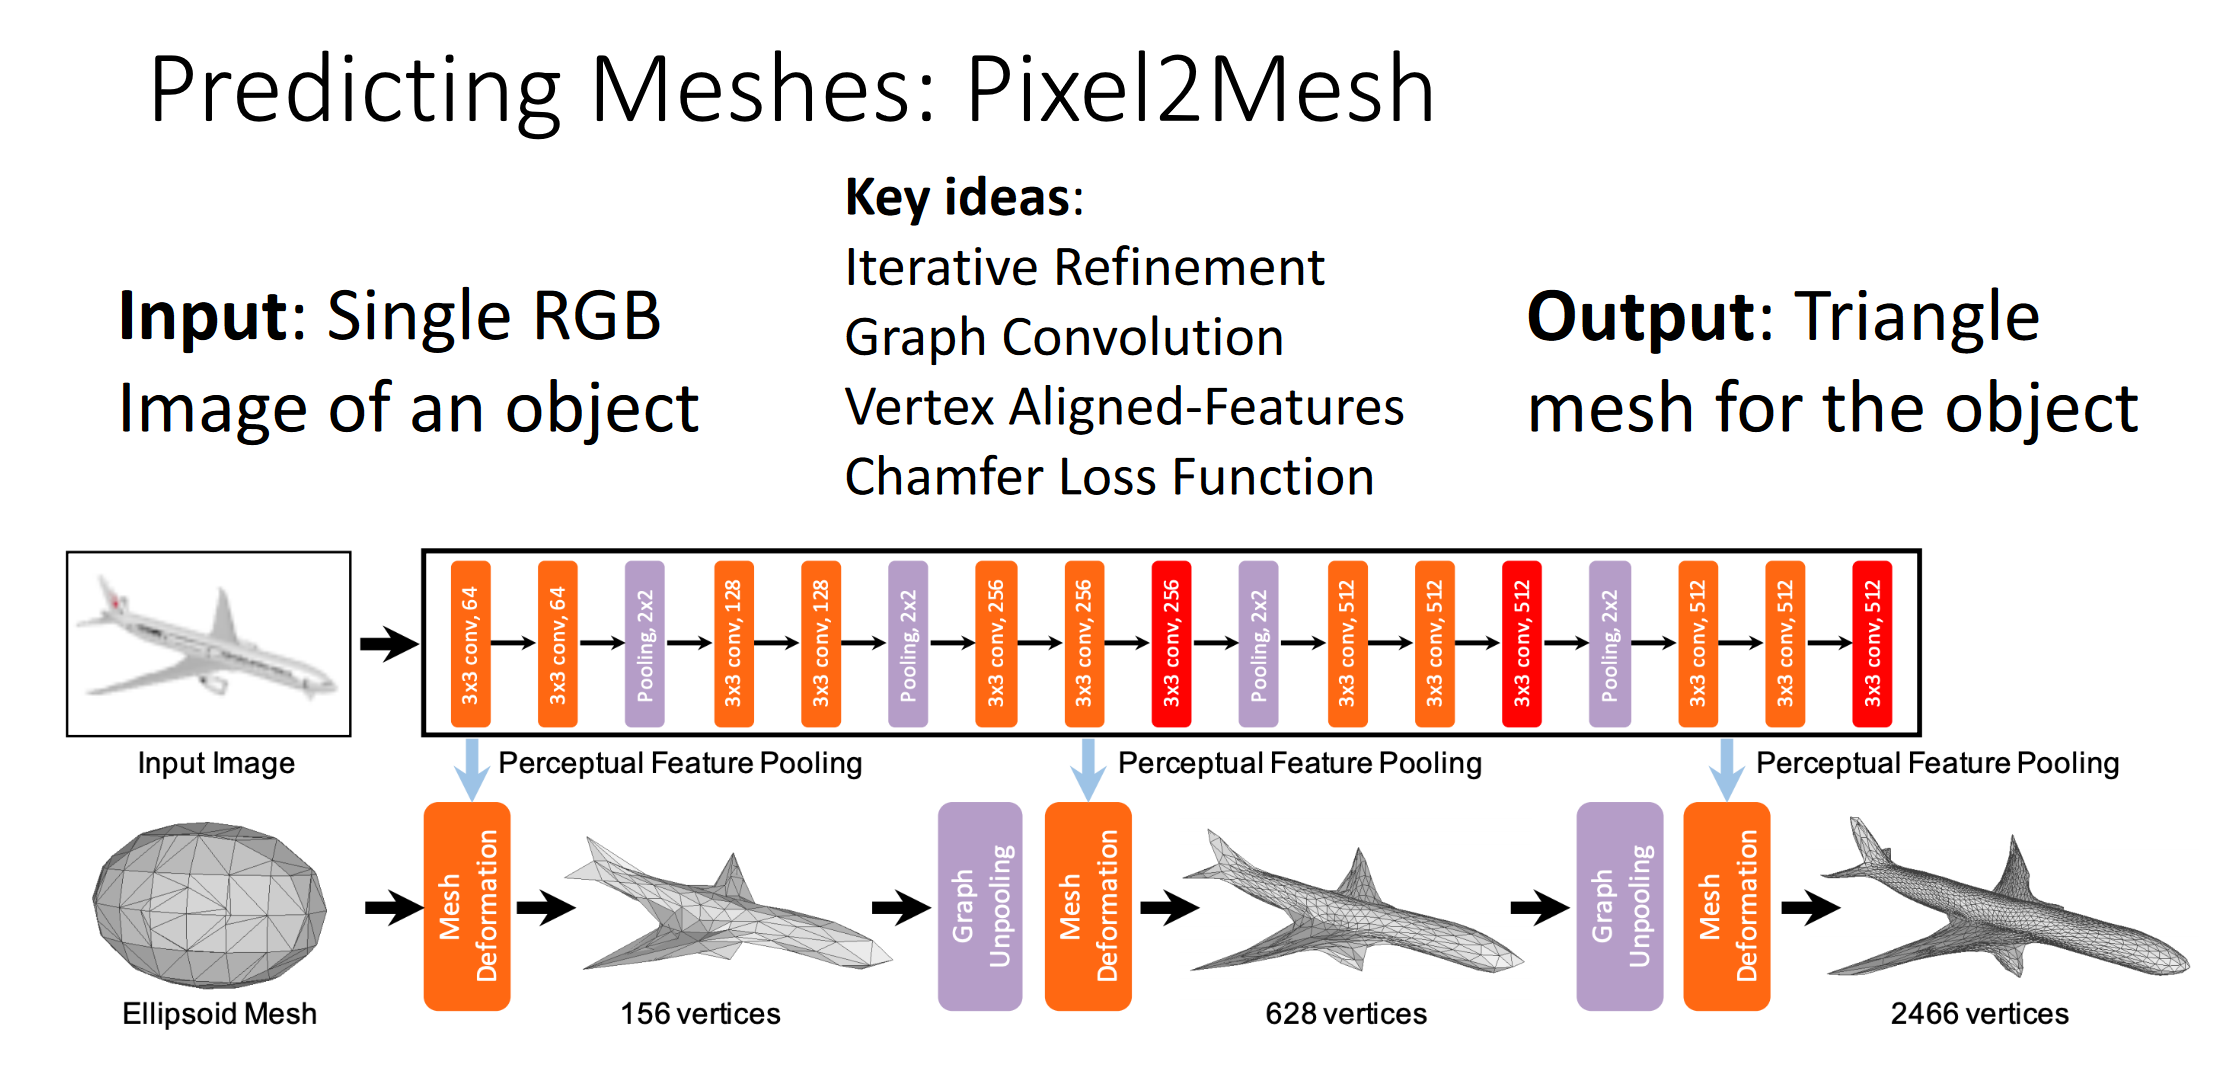 Predicting Meshes: Pixel2Mesh
Input: Single RGB
Image of an object
Key ideas:
Iterative Refinement
Graph Convolution
Vertex Aligned-Features
Chamfer Loss Function
Output: Triangle
mesh for the object
3x3 conv, 64
3x3 conv, 64
Pooling, 2x2
3x3 conv, 128
3x3 conv, 128
Pooling, 2x2
3x3 conv, 256
3x3 conv, 256
3x3 conv, 256
Pooling, 2x2
3x3 conv, 512
3x3 conv, 512
3x3 conv, 512
Pooling, 2x2
3x3 conv, 512
3x3 conv, 512
3x3 conv, 512
Input Image
Perceptual Feature Pooling
Perceptual Feature Pooling
Perceptual Feature Pooling
Mesh
Deformation
Graph
Unpooling
Mesh
Deformation
Graph
Unpooling
Mesh
Deformation
Ellipsoid Mesh
156 vertices
628 vertices
2466 vertices